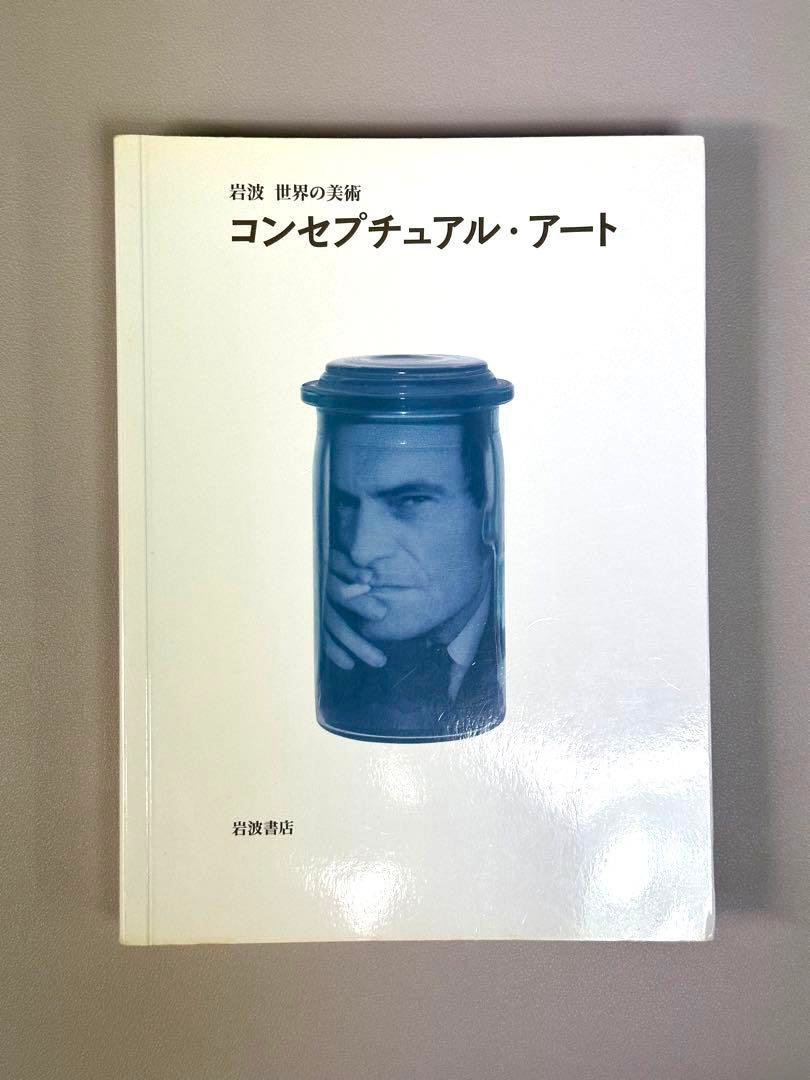 岩波 世界の美術
コンセプチュアル・アート
岩波書店